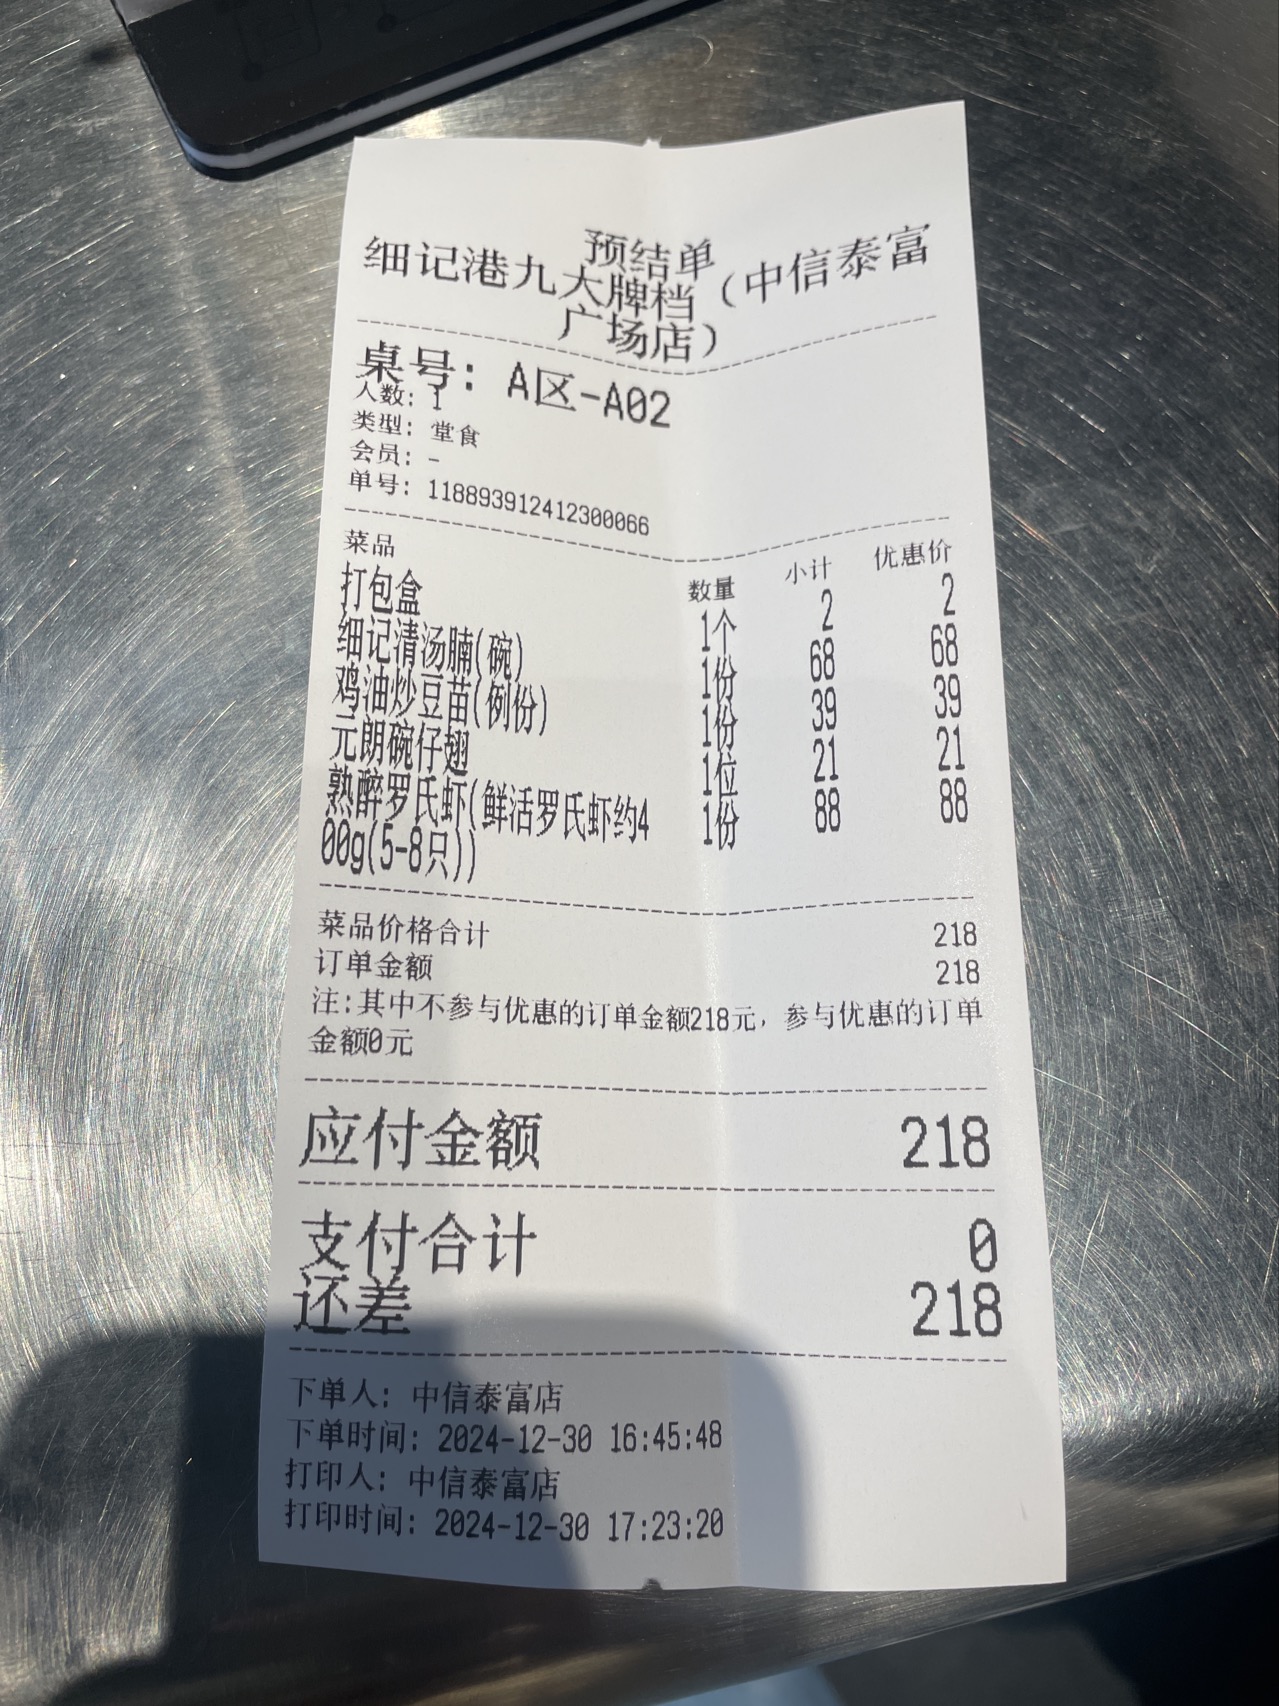 预结单
细记港九大牌档（中信泰富
广场店）
桌号：A区-A02
人数：1
类型：堂食
会员：-
单号：118893912412300066
菜品 数量 小计 优惠价
打包盒 1个 2 2
细记清汤腩(碗) 1份 68 68
鸡油炒豆苗(例份) 1份 39 39
元朗碗仔翅 1位 21 21
熟醉罗氏虾(鲜活罗氏虾约4 1份 88 88
00g(5-8只))
菜品价格合计 218
订单金额 218
注:其中不参与优惠的订单金额218元，参与优惠的订单
金额0元
应付金额 218
支付合计 0
还差 218
下单人：中信泰富店
下单时间：2024-12-30 16:45:48
打印人：中信泰富店
打印时间：2024-12-30 17:23:20